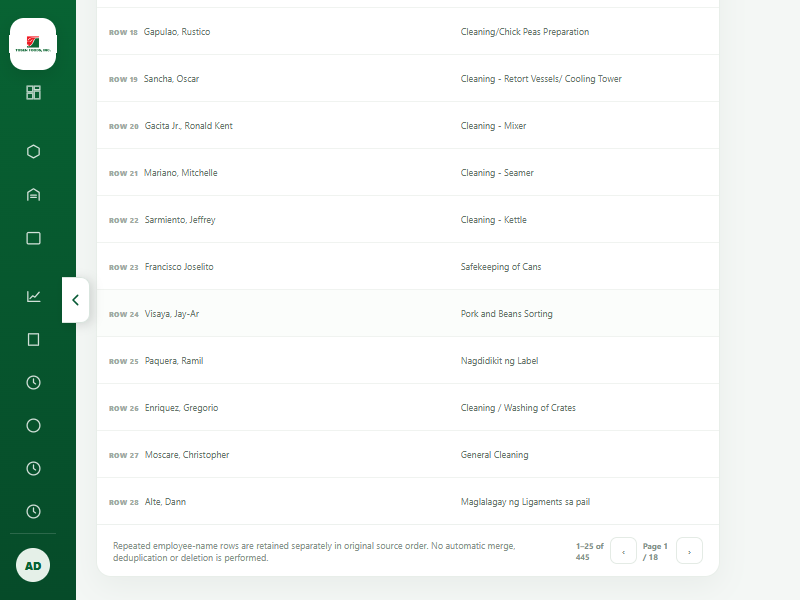 TOSEN FOODS, INC.
ROW 18 Gapulao, Rustico Cleaning/Chick Peas Preparation
ROW 19 Sancha, Oscar Cleaning - Retort Vessels/ Cooling Tower
ROW 20 Gacita Jr., Ronald Kent Cleaning - Mixer
ROW 21 Mariano, Mitchelle Cleaning - Seamer
ROW 22 Sarmiento, Jeffrey Cleaning - Kettle
ROW 23 Francisco Joselito Safekeeping of Cans
ROW 24 Visaya, Jay-Ar Pork and Beans Sorting
ROW 25 Paquera, Ramil Nagdidikit ng Label
ROW 26 Enriquez, Gregorio Cleaning / Washing of Crates
ROW 27 Moscare, Christopher General Cleaning
ROW 28 Alte, Dann Maglalagay ng Ligaments sa pail
Repeated employee-name rows are retained separately in original source order. No automatic merge,
deduplication or deletion is performed.
1–25 of
445
‹
Page 1
/ 18
›
AD